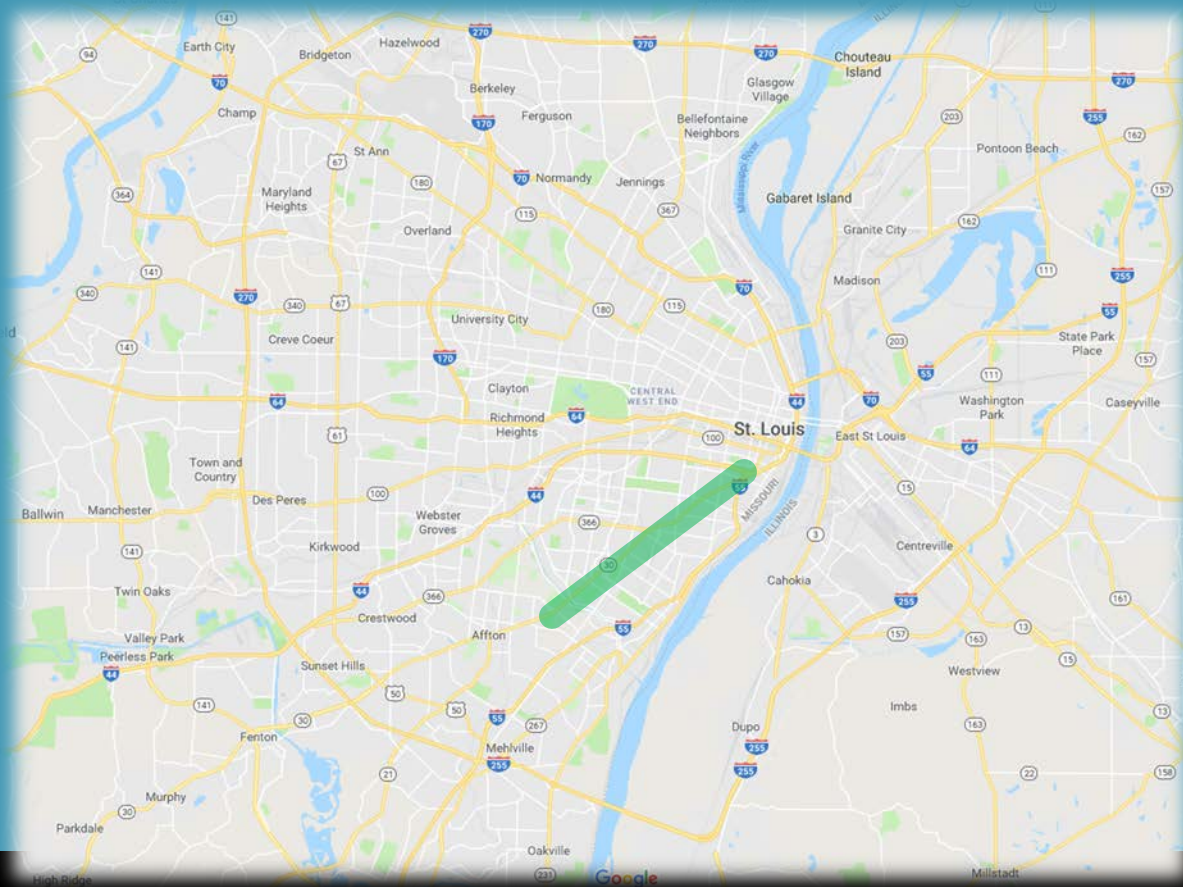 ILLIN
141
270
Hazelwood
Earth City
94
Bridgeton
270
270
Chouteau
Island
70
Berkeley
Glasgow
Village
270
Champ
170
Ferguson
Bellefontaine
Neighbors
203
255
162
St Ann
67
Pontoon Beach
70
Normandy
Jennings
Mississippi River
180
364
Maryland
Heights
115
367
Gabaret Island
157
162
Overland
Granite City
141
111
255
340
270
340
67
70
Madison
180
115
55
University City
ld
141
Creve Coeur
203
State Park
Place
170
157
Clayton
CENTRAL
WEST END
55
111
64
44
70
Washington
Park
Caseyville
Richmond
Heights
64
61
100
St. Louis
East St Louis
64
Town and
Country
55
15
Ballwin
Manchester
Des Peres
100
44
MISSOURI
ILLINOIS
Webster
Groves
366
3
141
Kirkwood
Centreville
30
Cahokia
Twin Oaks
44
366
255
161
Valley Park
Crestwood
Affton
55
157
163
13
Peerless Park
Sunset Hills
15
44
Westview
50
141
50
Imbs
13
30
55
267
Dupo
163
Fenton
Mehlville
255
255
255
21
22
158
Murphy
30
Parkdale
Oakville
231
High Ridge
Google
Millstadt